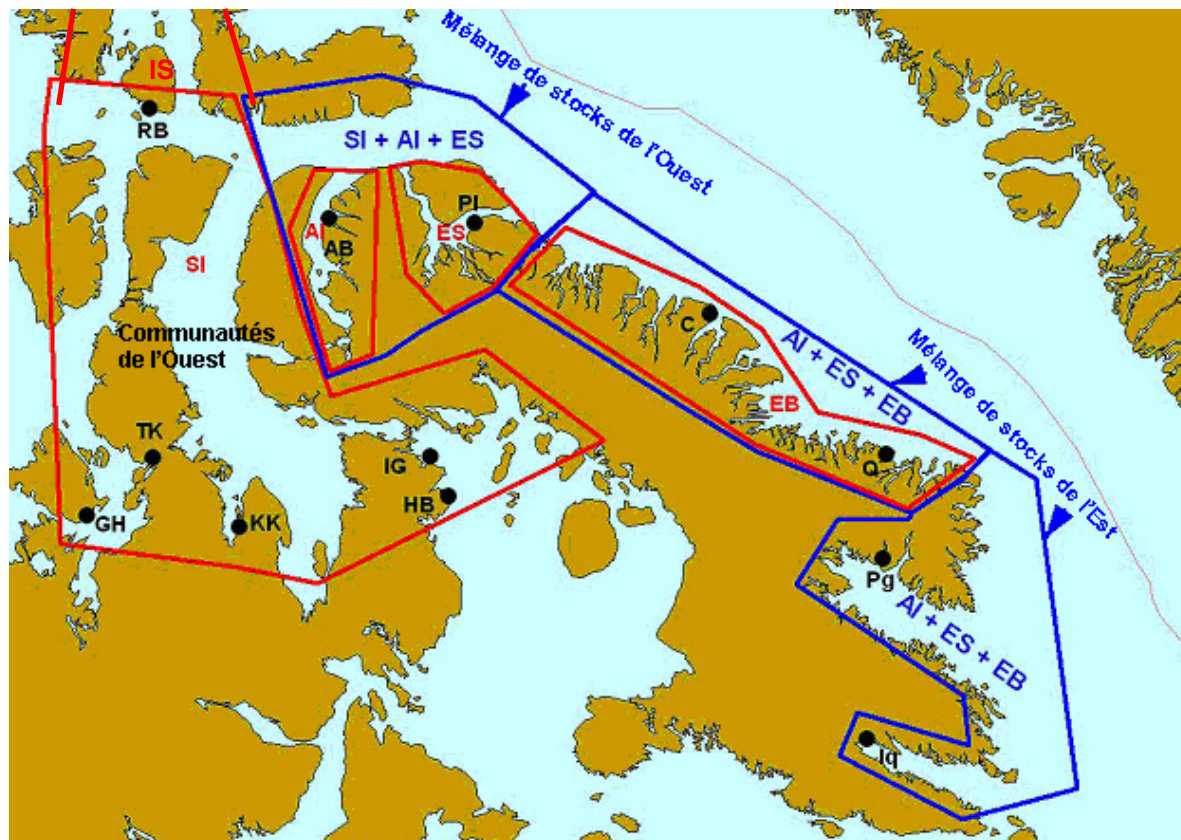 IS
RB
Mélange de stocks de l'Ouest
SI + AI + ES
PI
AI
AB
ES
SI
Communautés
de l'Ouest
C
AI + ES + EB
Mélange de stocks de l'Est
EB
TK
IG
Q
HB
GH
KK
Pg
AI + ES + EB
Iq